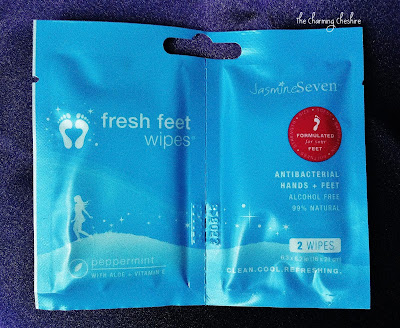 the charming cheshire
fresh feet
wipes
peppermint
WITH ALOE + VITAMIN E
JasmineSeven
FORMULATED
for your
FEET
ANTIBACTERIAL
HANDS + FEET
ALCOHOL FREE
99% NATURAL
2 WIPES
CLEAN.COOL.REFRESHING.